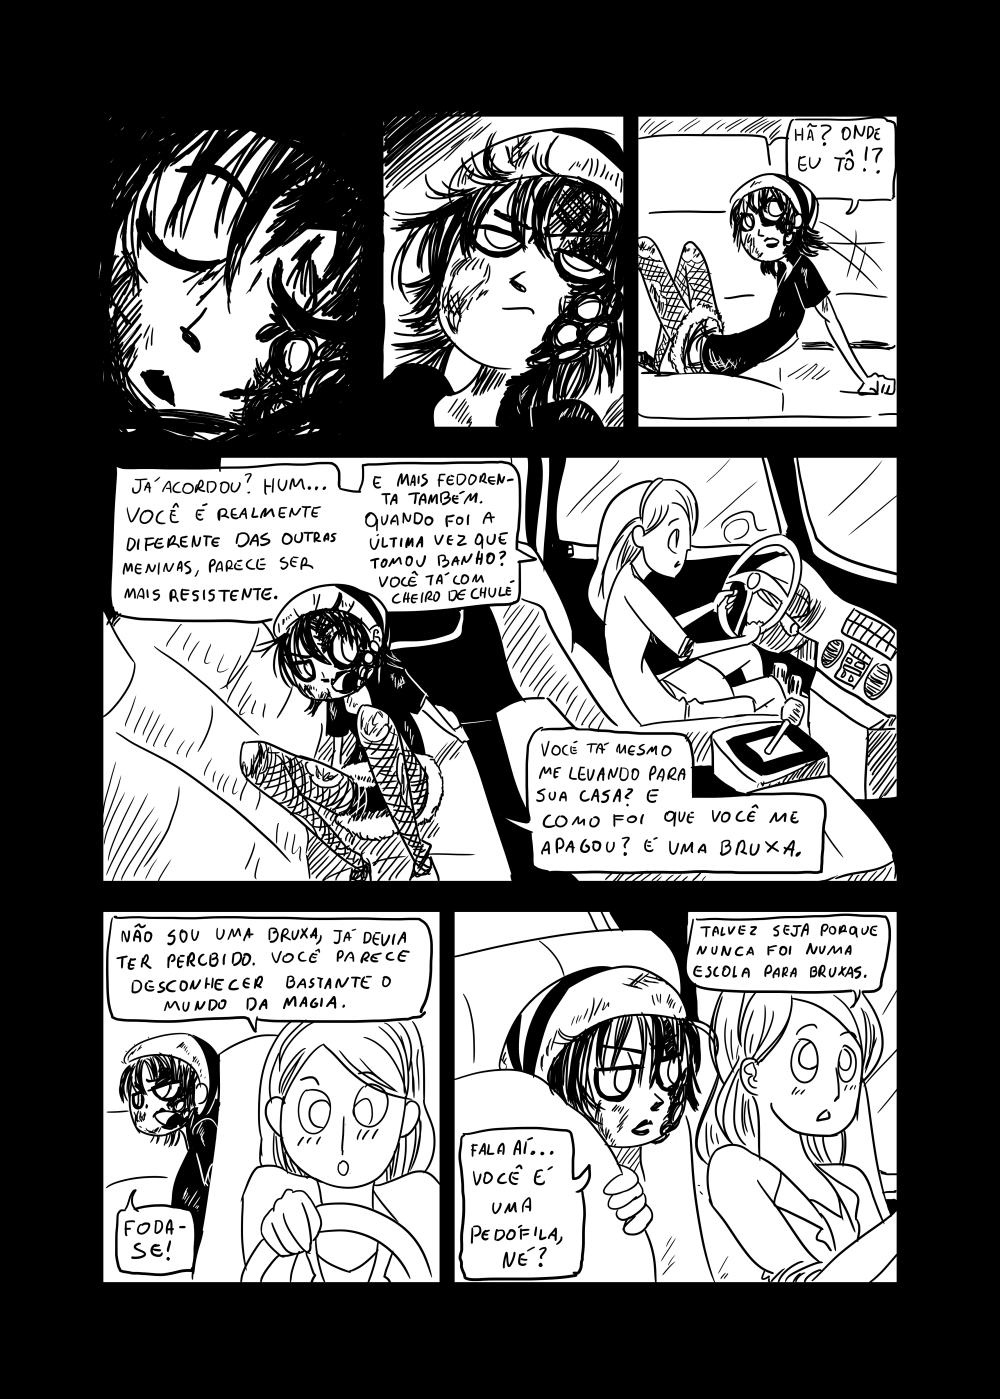 HÃ? ONDE
EU TÔ!?
JÁ ACORDOU? HUM...
VOCÊ É REALMENTE
DIFERENTE DAS OUTRAS
MENINAS, PARECE SER
MAIS RESISTENTE.
E MAIS FEDOREN-
TA TAMBÉM.
QUANDO FOI A
ÚLTIMA VEZ QUE
TOMOU BANHO?
VOCÊ TÁ COM
CHEIRO DE CHULÉ
VOCÊ TÁ MESMO
ME LEVANDO PARA
SUA CASA? E
COMO FOI QUE VOCÊ ME
APAGOU? É UMA BRUXA.
NÃO SOU UMA BRUXA, JÁ DEVIA
TER PERCBIDO. VOCÊ PARECE
DESCONHECER BASTANTE O
MUNDO DA MAGIA.
FODA-
SE!
TALVEZ SEJA PORQUE
NUNCA FOI NUMA
ESCOLA PARA BRUXAS.
FALA AÍ...
VOCÊ É
UMA
PEDÓFILA,
NÉ?